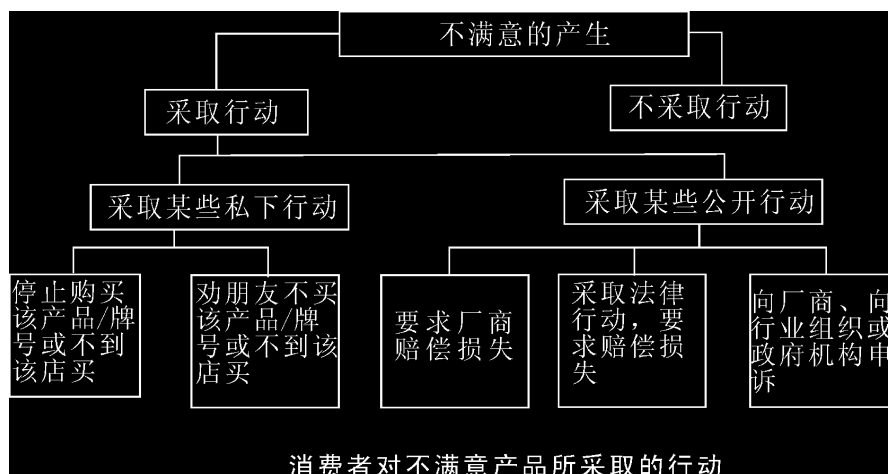 不满意的产生
采取行动
不采取行动
采取某些私下行动
采取某些公开行动
停止购买
该产品/牌
号或不到
该店买
劝朋友不买
该产品/牌
号或不到该
店买
要求厂商
赔偿损失
采取法律
行动，要
求赔偿损
失
向厂商、向
行业组织或
政府机构申
诉
消费者对不满意产品所采取的行动